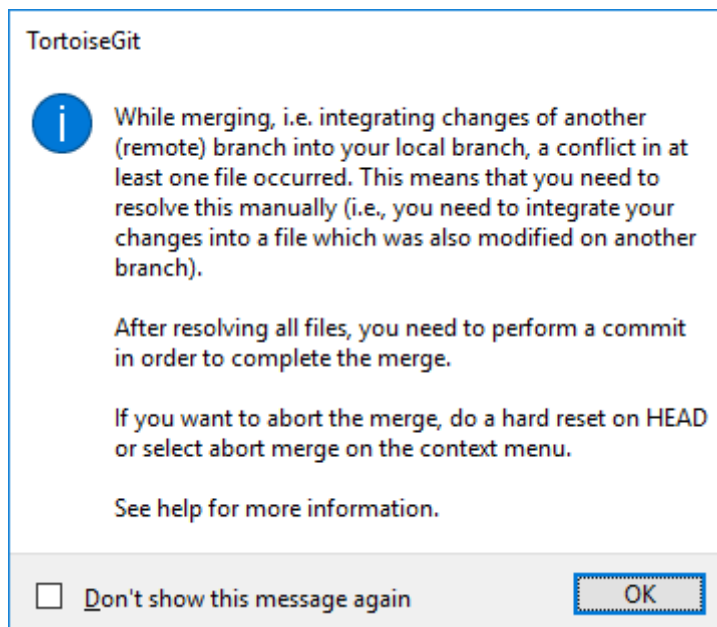 TortoiseGit
While merging, i.e. integrating changes of another
(remote) branch into your local branch, a conflict in at
least one file occurred. This means that you need to
resolve this manually (i.e., you need to integrate your
changes into a file which was also modified on another
branch).
After resolving all files, you need to perform a commit
in order to complete the merge.
If you want to abort the merge, do a hard reset on HEAD
or select abort merge on the context menu.
See help for more information.
Don't show this message again
OK